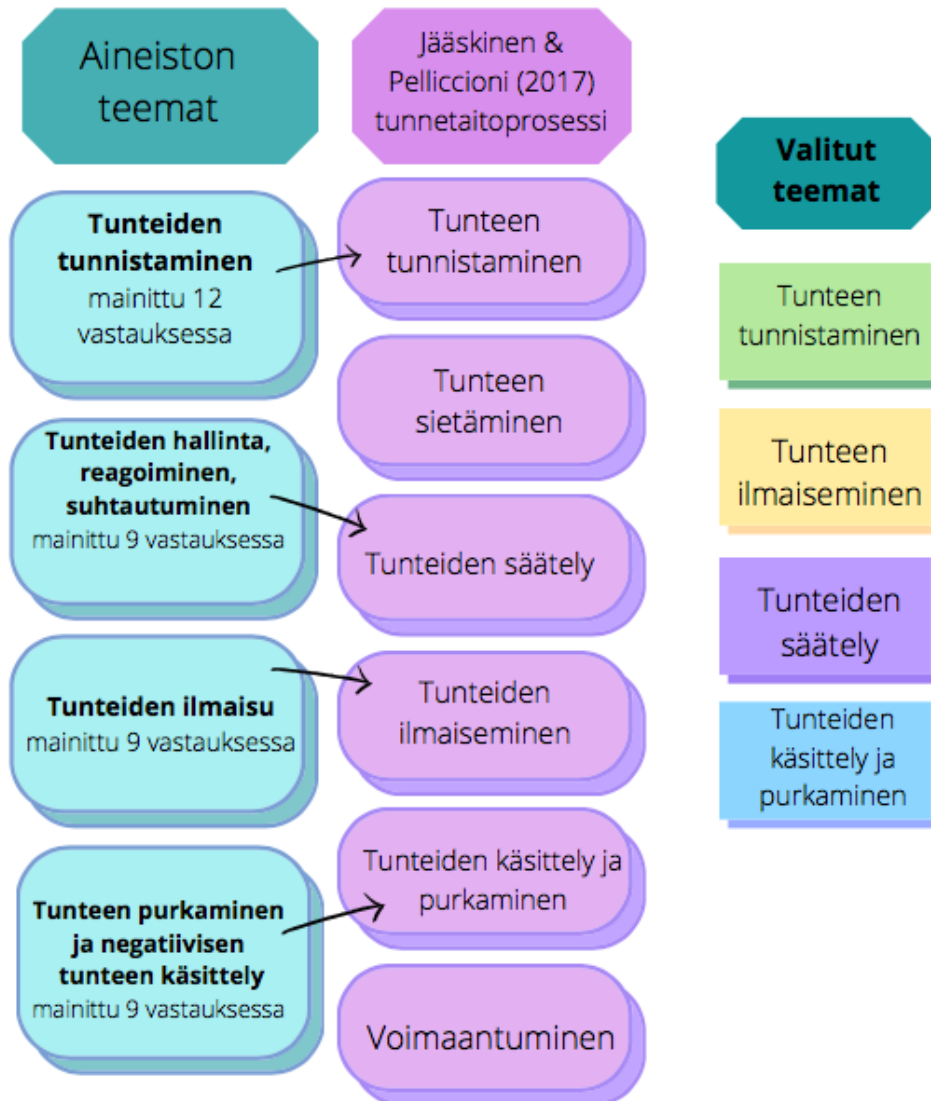 Aineiston
teemat
Tunteiden
tunnistaminen
mainittu 12
vastauksessa
Tunteiden hallinta,
reagoiminen,
suhtautuminen
mainittu 9 vastauksessa
Tunteiden ilmaisu
mainittu 9 vastauksessa
Tunteen purkaminen
ja negatiivisen
tunteen käsittely
mainittu 9 vastauksessa
Jääskinen &
Pelliccioni (2017)
tunnetaitoprosessi
Tunteen
tunnistaminen
Tunteen
sietäminen
Tunteiden säätely
Tunteiden
ilmaiseminen
Tunteiden käsittely ja
purkaminen
Voimaantuminen
Valitut
teemat
Tunteen
tunnistaminen
Tunteen
ilmaiseminen
Tunteiden
säätely
Tunteiden
käsittely ja
purkaminen